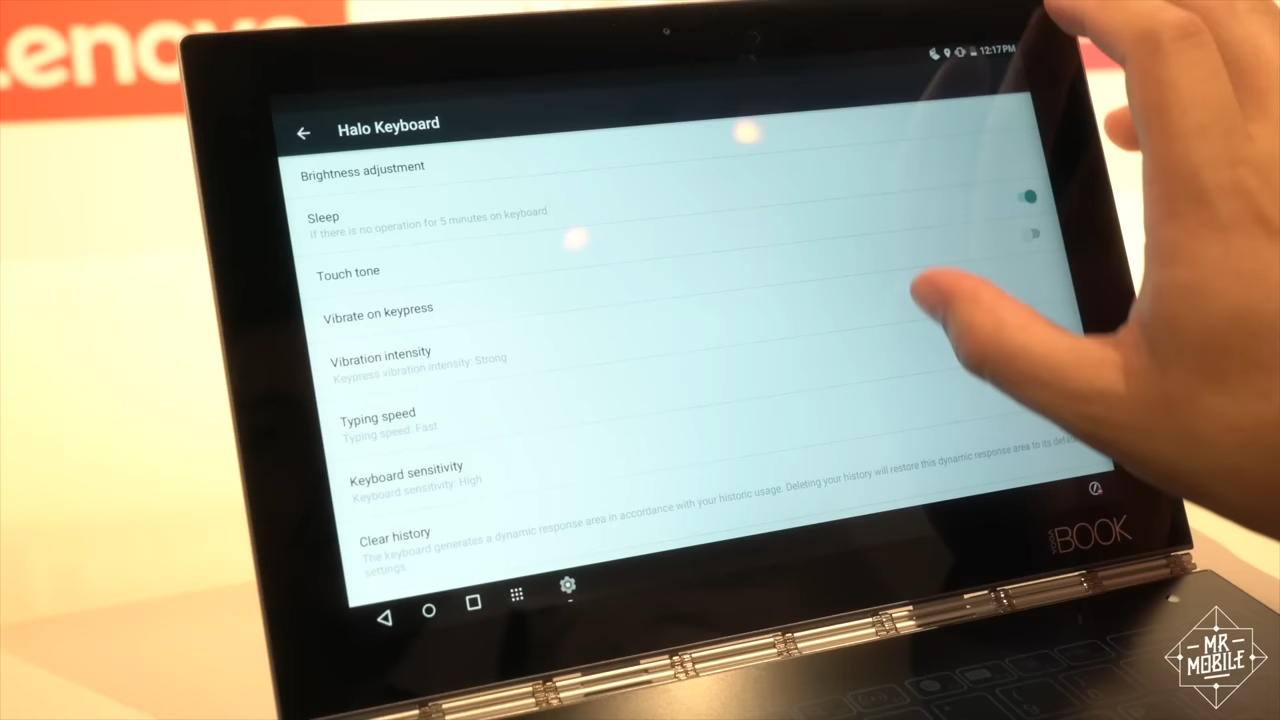 Lenovo
12:17 PM
Halo Keyboard
Brightness adjustment
Sleep
If there is no operation for 5 minutes on keyboard
Touch tone
Vibrate on keypress
Vibration intensity
Keypress vibration intensity: Strong
Typing speed
Typing speed: Fast
Keyboard sensitivity
Keyboard sensitivity: High
Clear history
The keyboard generates a dynamic response area in accordance with your historic usage. Deleting your history will restore this dynamic response area to its
settings.
YOGA BOOK
MR
MOBILE